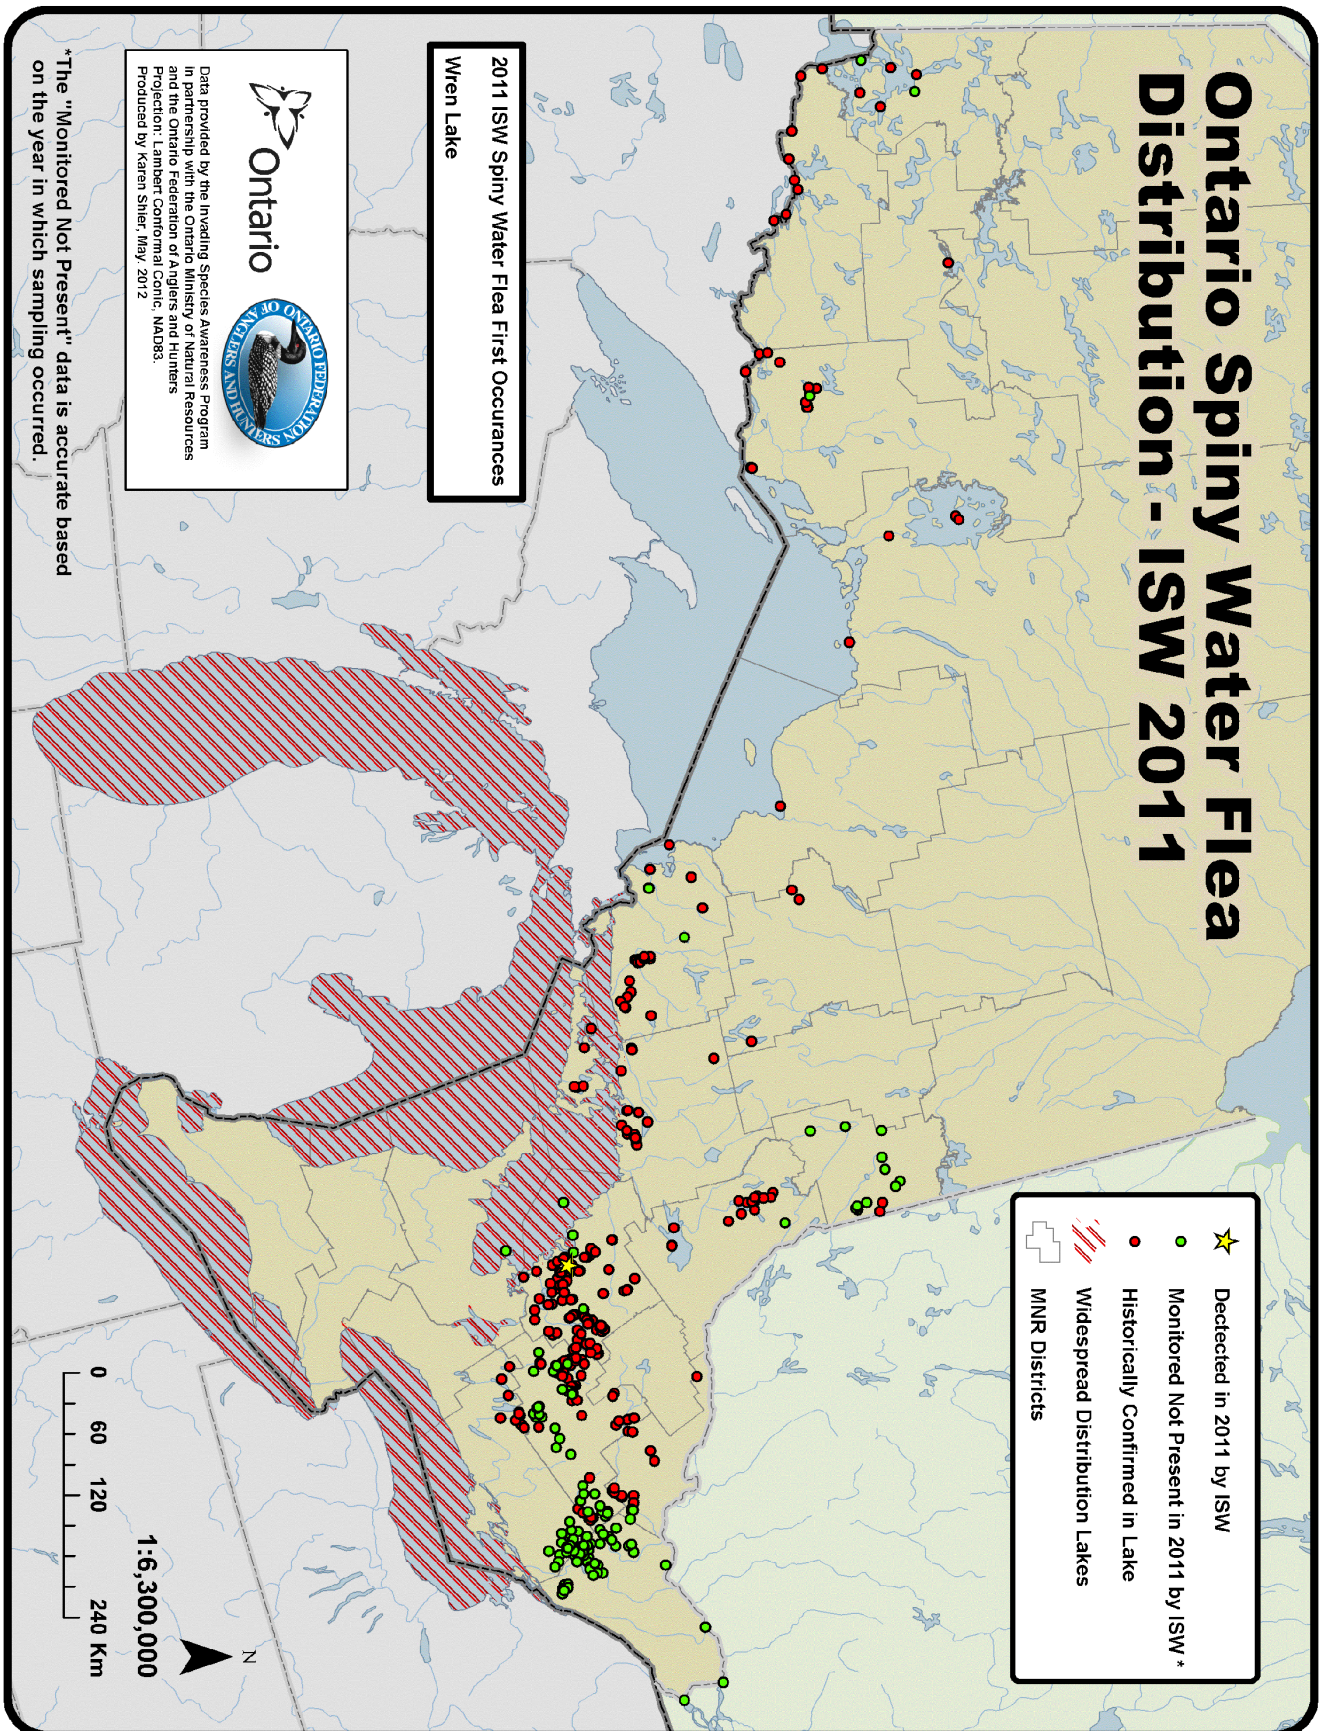 Ontario Spiny Water Flea
Distribution - ISW 2011
Dectected in 2011 by ISW
Monitored Not Present in 2011 by ISW *
Historically Confirmed in Lake
Widespread Distribution Lakes
MNR Districts
2011 ISW Spiny Water Flea First Occurances
Wren Lake
Ontario
ONTARIO FEDERATION
OF ANGLERS AND HUNTERS
Data provided by the Invading Species Awareness Program
in partnership with the Ontario Ministry of Natural Resources
and the Ontario Federation of Anglers and Hunters
Projection: Lambert Conformal Conic, NAD83.
Produced by Karen Shier, May, 2012
*The "Monitored Not Present" data is accurate based
on the year in which sampling occurred.
N
1:6,300,000
0 60 120 240 Km